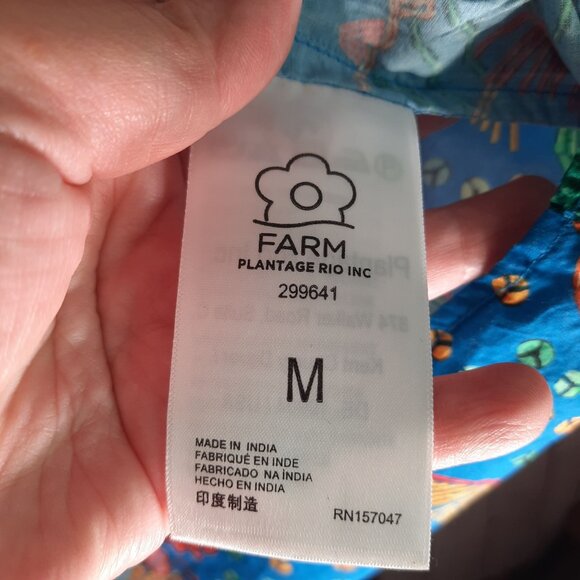 FARM
PLANTAGE RIO INC
299641
M
MADE IN INDIA
FABRIQUÉ EN INDE
FABRICADO NA ÍNDIA
HECHO EN INDIA
印度制造
RN157047